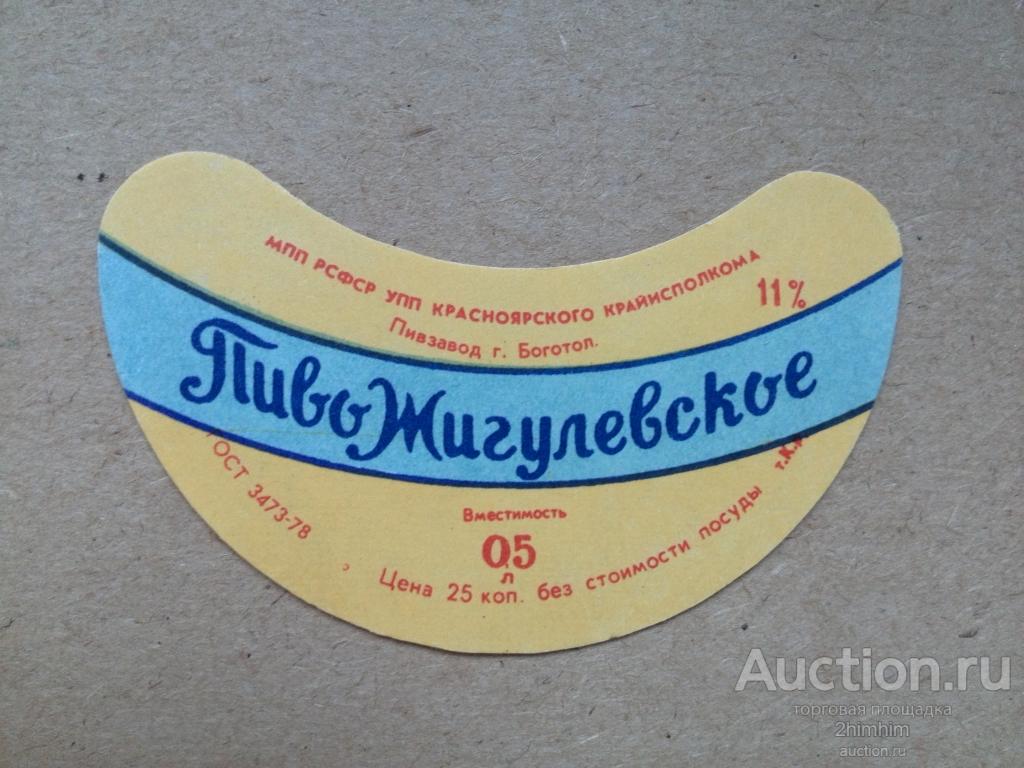 МПП РСФСР УПП КРАСНОЯРСКОГО КРАЙИСПОЛКОМА
Пивзавод г. Боготол.
11%
Пиво Жигулевское
ГОСТ 3473-78
Вместимость
0,5
л
Цена 25 коп. без стоимости посуды
Auction.ru
торговая площадка
2himhim
auction.ru